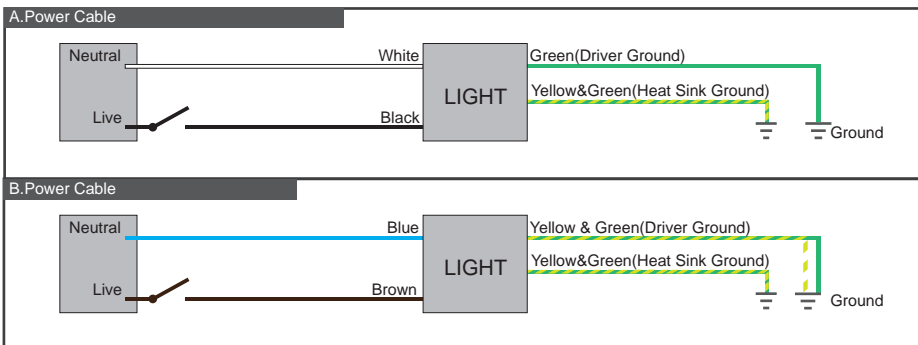 A.Power Cable
Neutral White Green(Driver Ground)
LIGHT Yellow&Green(Heat Sink Ground)
Live Black
Ground
B.Power Cable
Neutral Blue Yellow & Green(Driver Ground)
LIGHT Yellow&Green(Heat Sink Ground)
Live Brown
Ground